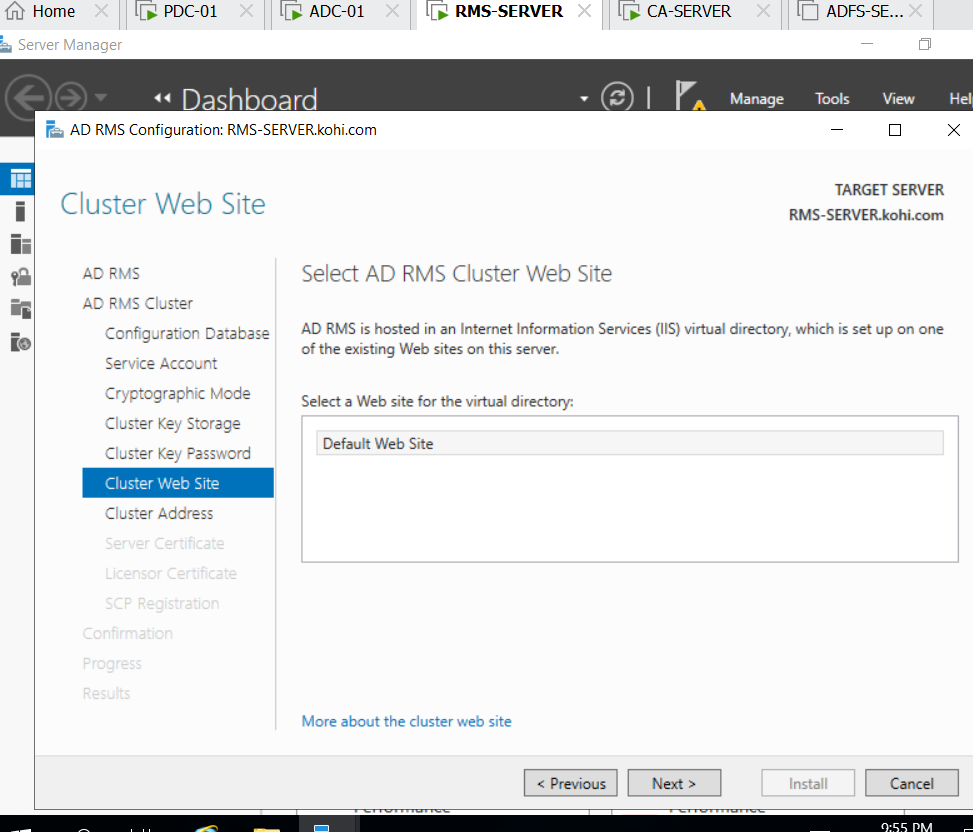 Home
PDC-01
ADC-01
RMS-SERVER
CA-SERVER
ADFS-SE...
Server Manager
Dashboard
Manage
Tools
View
AD RMS Configuration: RMS-SERVER.kohi.com
Cluster Web Site
TARGET SERVER
RMS-SERVER.kohi.com
AD RMS
AD RMS Cluster
Configuration Database
Service Account
Cryptographic Mode
Cluster Key Storage
Cluster Key Password
Cluster Web Site
Cluster Address
Server Certificate
Licensor Certificate
SCP Registration
Confirmation
Progress
Results
Select AD RMS Cluster Web Site
AD RMS is hosted in an Internet Information Services (IIS) virtual directory, which is set up on one
of the existing Web sites on this server.
Select a Web site for the virtual directory:
Default Web Site
More about the cluster web site
< Previous
Next >
Install
Cancel
9:55 PM